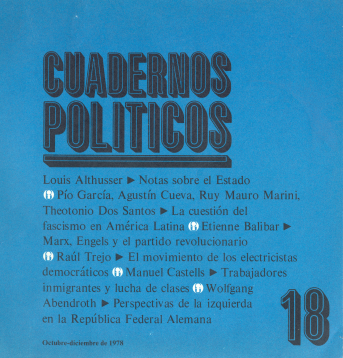 CUADERNOS
POLITICOS
Louis Althusser ► Notas sobre el Estado
Pío García, Agustín Cueva, Ruy Mauro Marini,
Theotonio Dos Santos ► La cuestión del
fascismo en América Latina Etienne Balibar ►
Marx, Engels y el partido revolucionario
Raúl Trejo ► El movimiento de los electricistas
democráticos Manuel Castells ► Trabajadores
inmigrantes y lucha de clases Wolfgang
Abendroth ► Perspectivas de la izquierda
en la República Federal Alemana
18
Octubre-diciembre de 1978